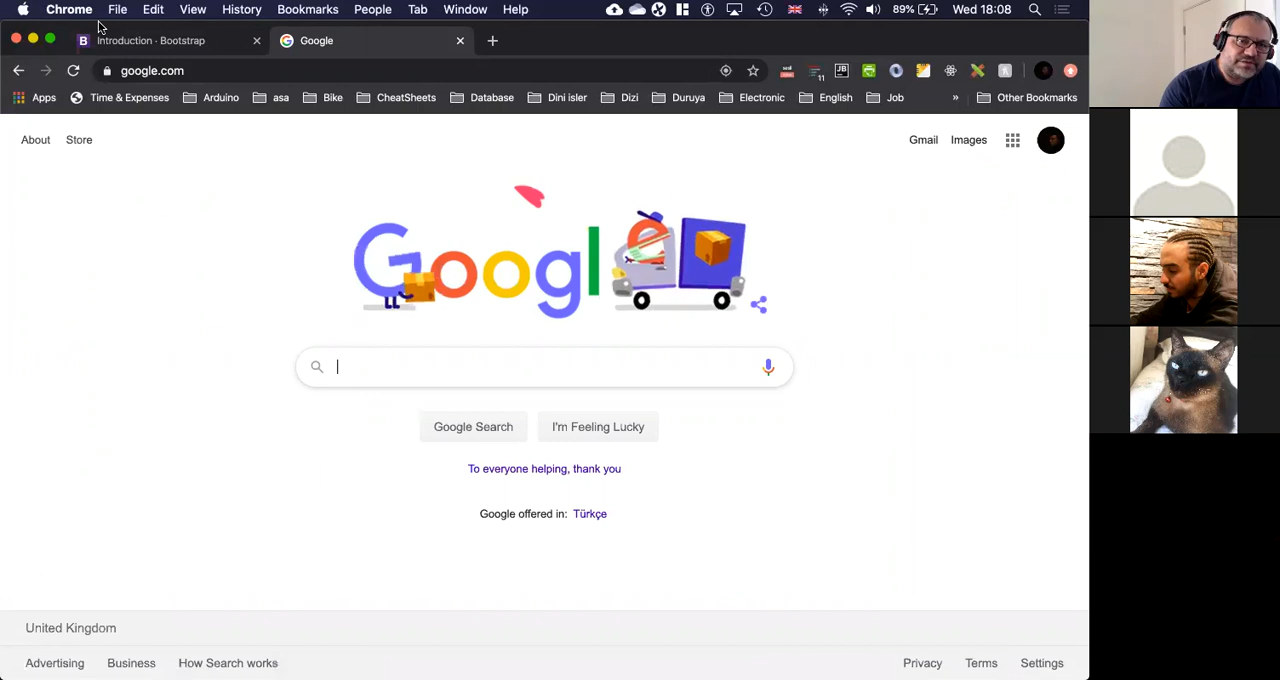 Chrome File Edit View History Bookmarks People Tab Window Help 89% Wed 18:08
B Introduction · Bootstrap Google
google.com 11 JB
Apps Time & Expenses Arduino asa Bike CheatSheets Database Dini isler Dizi Duruya Electronic English Job » Other Bookmarks
About Store Gmail Images
Google
Google Search I'm Feeling Lucky
To everyone helping, thank you
Google offered in: Türkçe
United Kingdom
Advertising Business How Search works Privacy Terms Settings